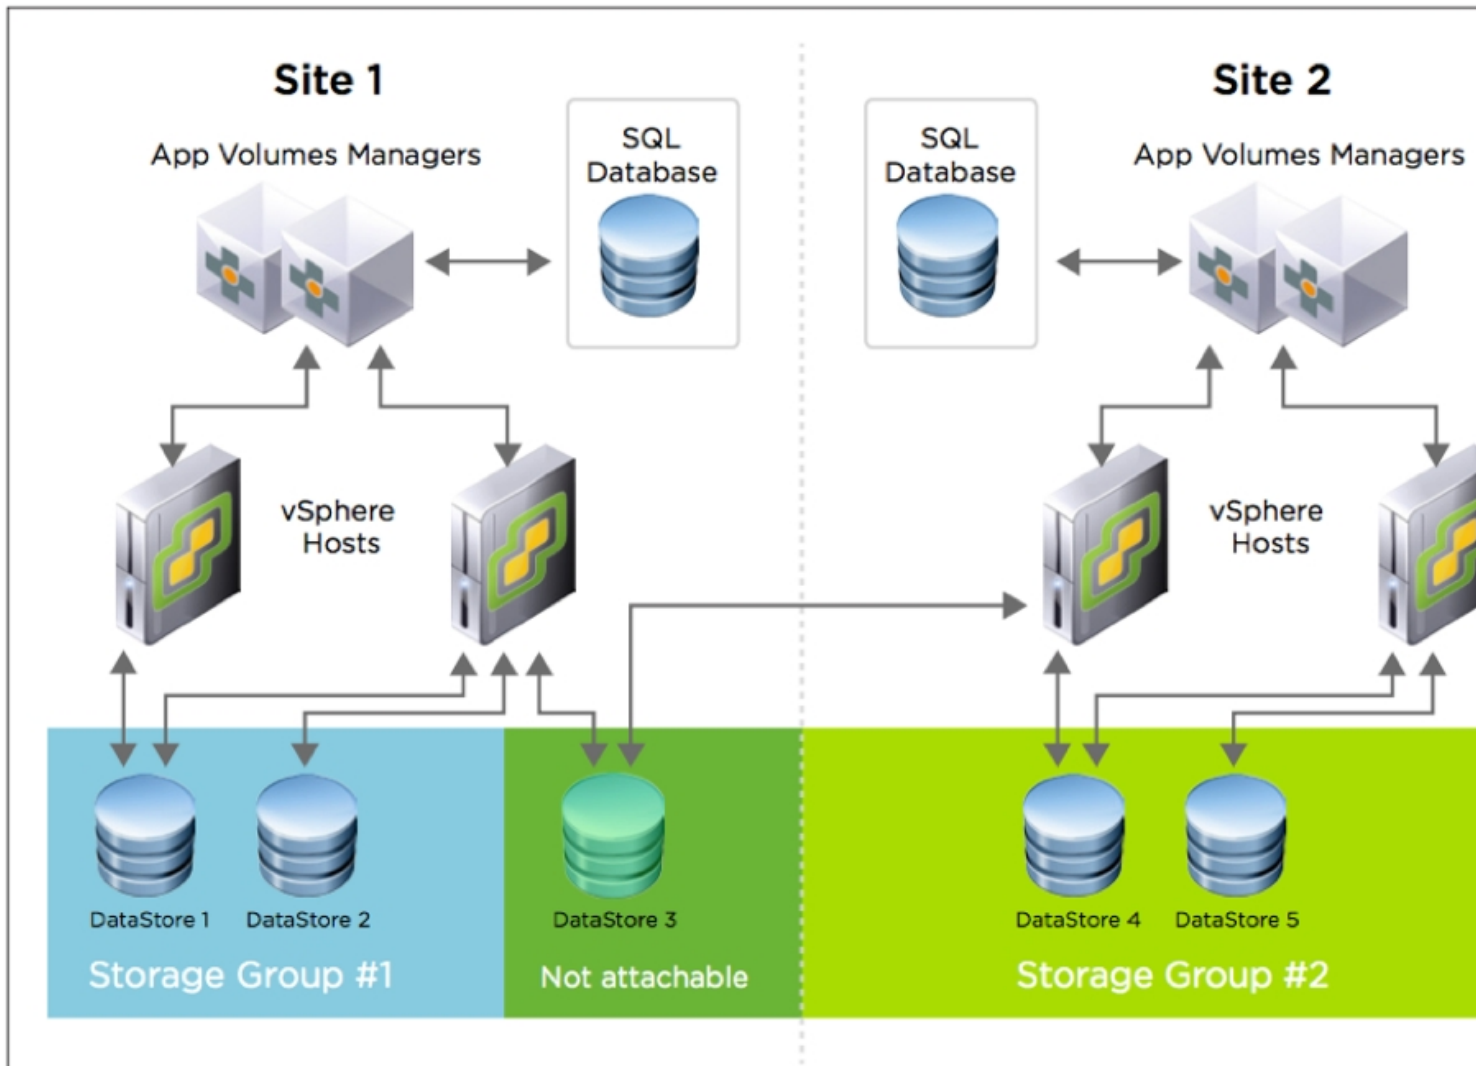 Site 1
App Volumes Managers
SQL
Database
Site 2
SQL
Database
App Volumes Managers
vSphere
Hosts
vSphere
Hosts
DataStore 1
DataStore 2
DataStore 3
DataStore 4
DataStore 5
Storage Group #1
Not attachable
Storage Group #2